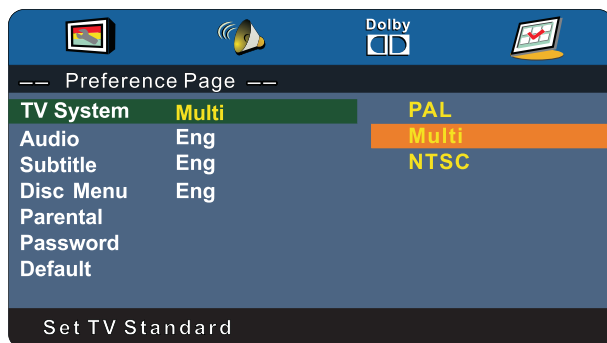 Dolby
—— Preference Page ——
TV System Multi PAL
Audio Eng Multi
Subtitle Eng NTSC
Disc Menu Eng
Parental
Password
Default
Set TV Standard